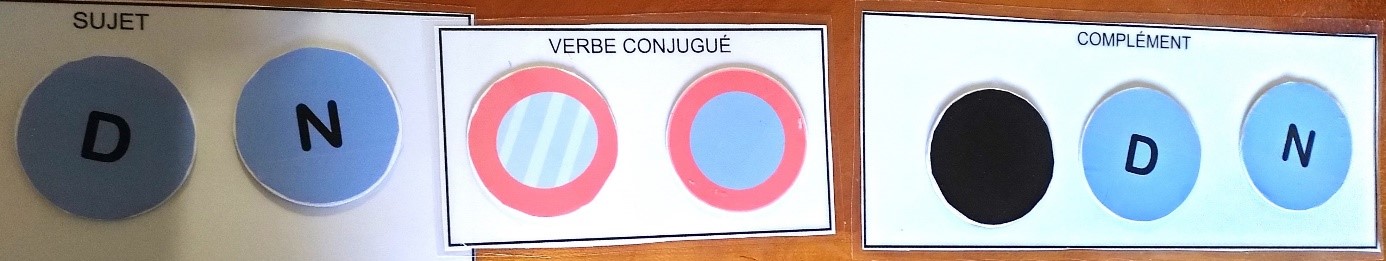 SUJET
D N
VERBE CONJUGUÉ
COMPLÉMENT
D N